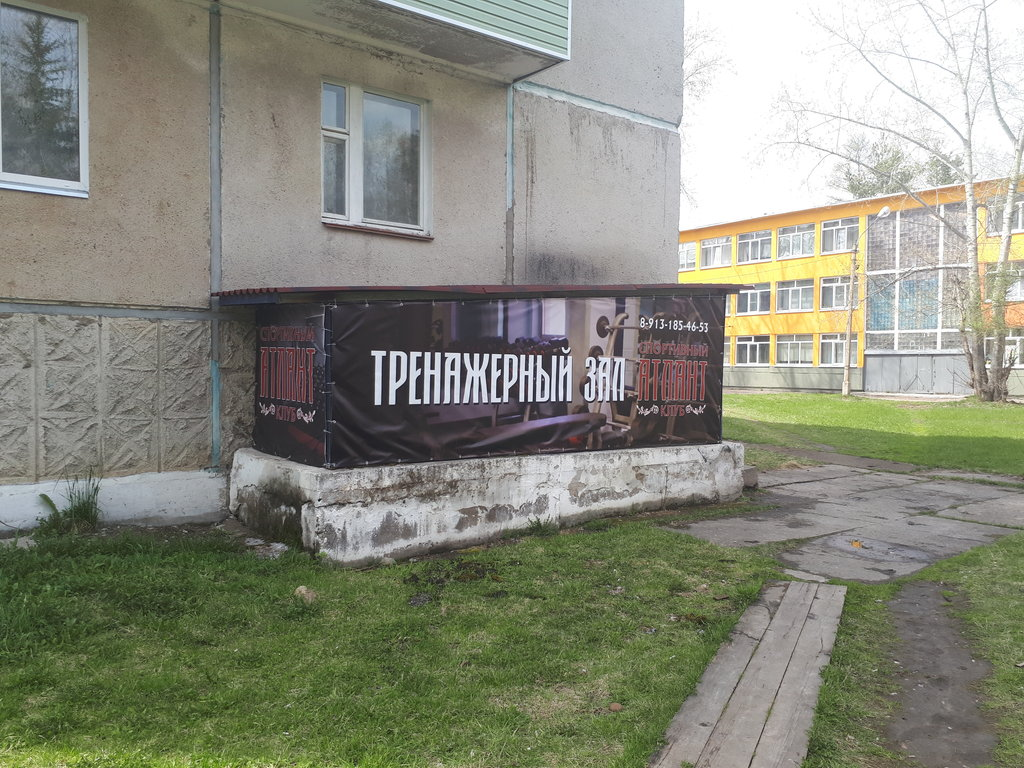 СПОРТИВНЫЙ
АТЛАНТ
КЛУБ
ТРЕНАЖЕРНЫЙ ЗАЛ
8-913-185-46-53
СПОРТИВНЫЙ
АТЛАНТ
КЛУБ